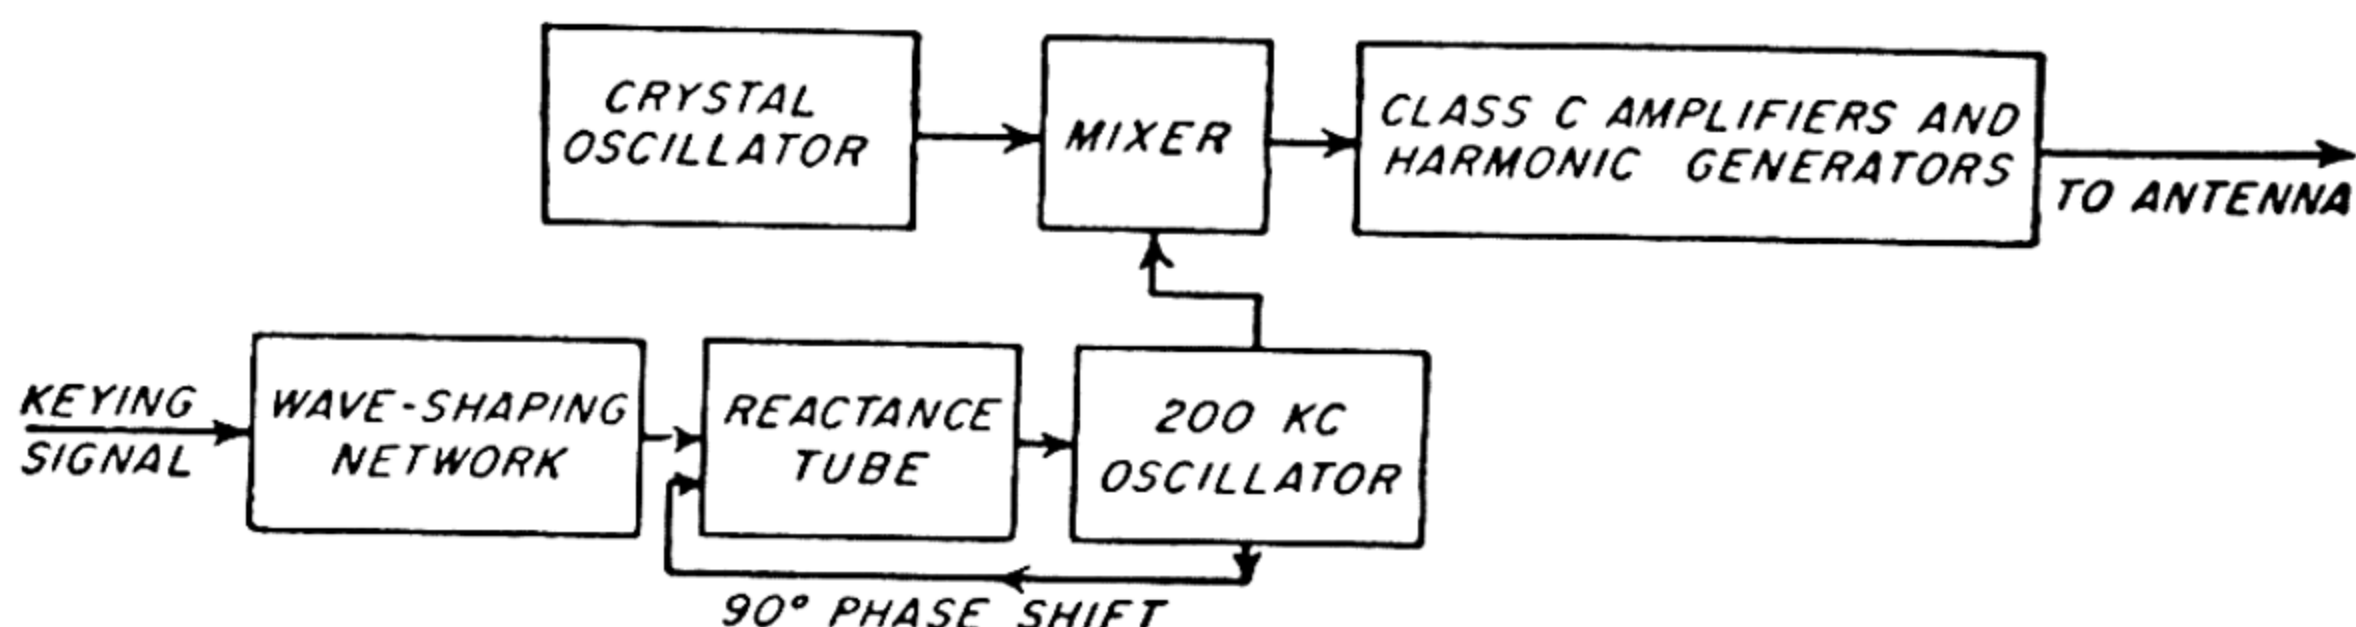 CRYSTAL
OSCILLATOR
MIXER
CLASS C AMPLIFIERS AND
HARMONIC GENERATORS
TO ANTENNA
KEYING
SIGNAL
WAVE-SHAPING
NETWORK
REACTANCE
TUBE
200 KC
OSCILLATOR
90° PHASE SHIFT